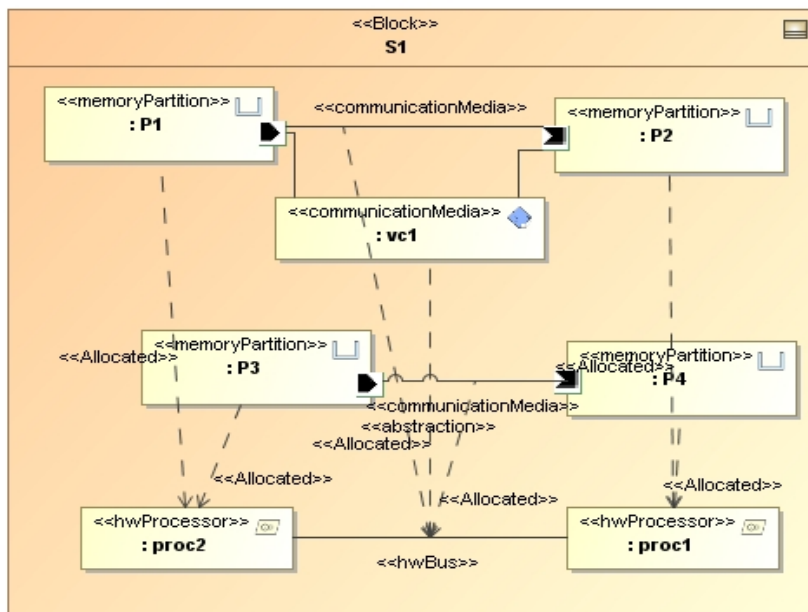 <<Block>>
S1
<<memoryPartition>>
: P1
<<communicationMedia>>
<<memoryPartition>>
: P2
<<communicationMedia>>
: vc1
<<memoryPartition>>
: P3
<<Allocated>>
<<memoryPartition>>
: P4
<<Allocated>>
<<communicationMedia>>
<<abstraction>>
<<Allocated>>
<<Allocated>>
<<Allocated>>
<<Allocated>>
<<hwProcessor>>
: proc2
<<hwBus>>
<<hwProcessor>>
: proc1